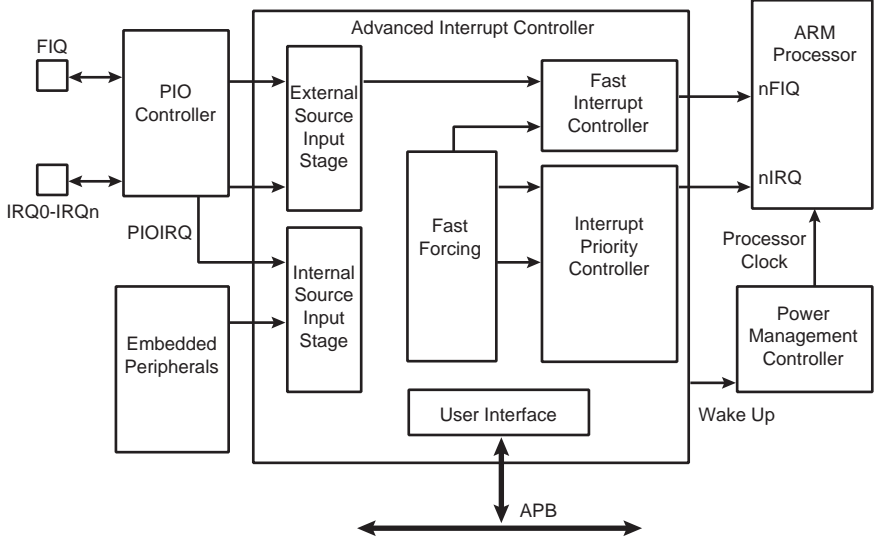 Advanced Interrupt Controller
ARM
Processor
FIQ
PIO
Controller
External
Source
Input
Stage
Fast
Interrupt
Controller
nFIQ
IRQ0-IRQn
PIOIRQ
Fast
Forcing
Interrupt
Priority
Controller
nIRQ
Internal
Source
Input
Stage
Processor
Clock
Embedded
Peripherals
Power
Management
Controller
User Interface
Wake Up
APB